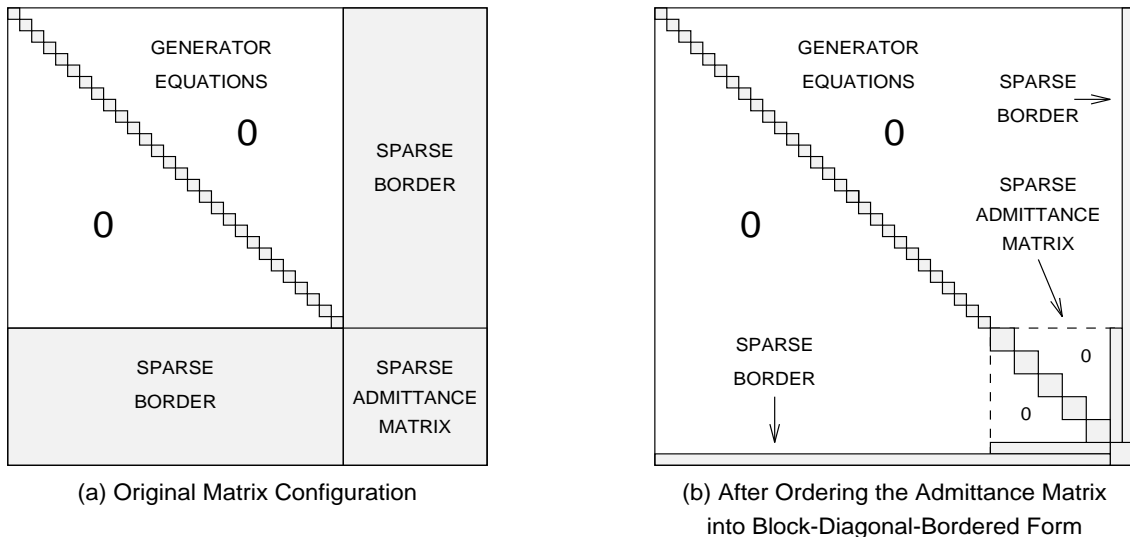 GENERATOR
EQUATIONS
0
0
SPARSE
BORDER
SPARSE
BORDER
SPARSE
ADMITTANCE
MATRIX
(a) Original Matrix Configuration
GENERATOR
EQUATIONS
0
0
SPARSE
BORDER
SPARSE
ADMITTANCE
MATRIX
SPARSE
BORDER
0
0
(b) After Ordering the Admittance Matrix
into Block-Diagonal-Bordered Form